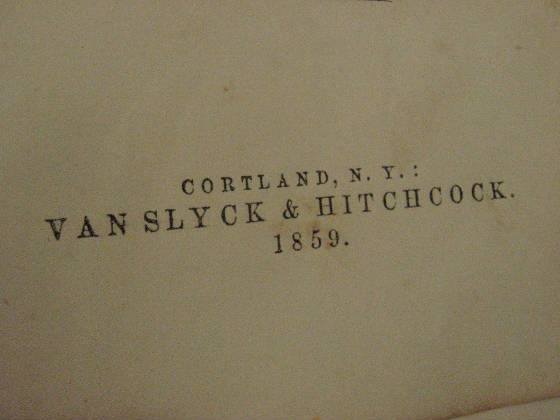 CORTLAND, N. Y.:
VAN SLYCK & HITCHCOCK.
1859.